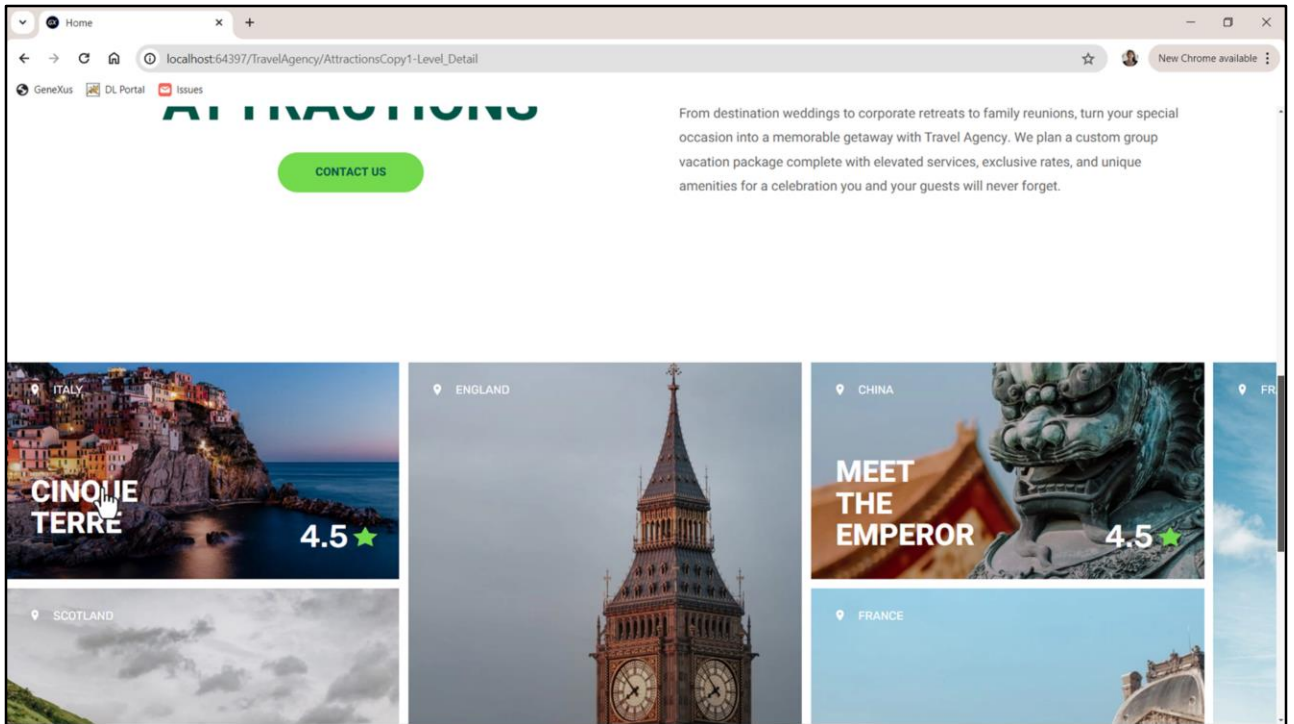 Home
localhost:64397/TravelAgency/AttractionsCopy1-Level_Detail
New Chrome available
GeneXus
DL Portal
Issues
ATTRACTIONS
CONTACT US
From destination weddings to corporate retreats to family reunions, turn your special
occasion into a memorable getaway with Travel Agency. We plan a custom group
vacation package complete with elevated services, exclusive rates, and unique
amenities for a celebration you and your guests will never forget.
ITALY
CINQUE
TERRE
4.5
ENGLAND
CHINA
MEET
THE
EMPEROR
4.5
FR
SCOTLAND
FRANCE